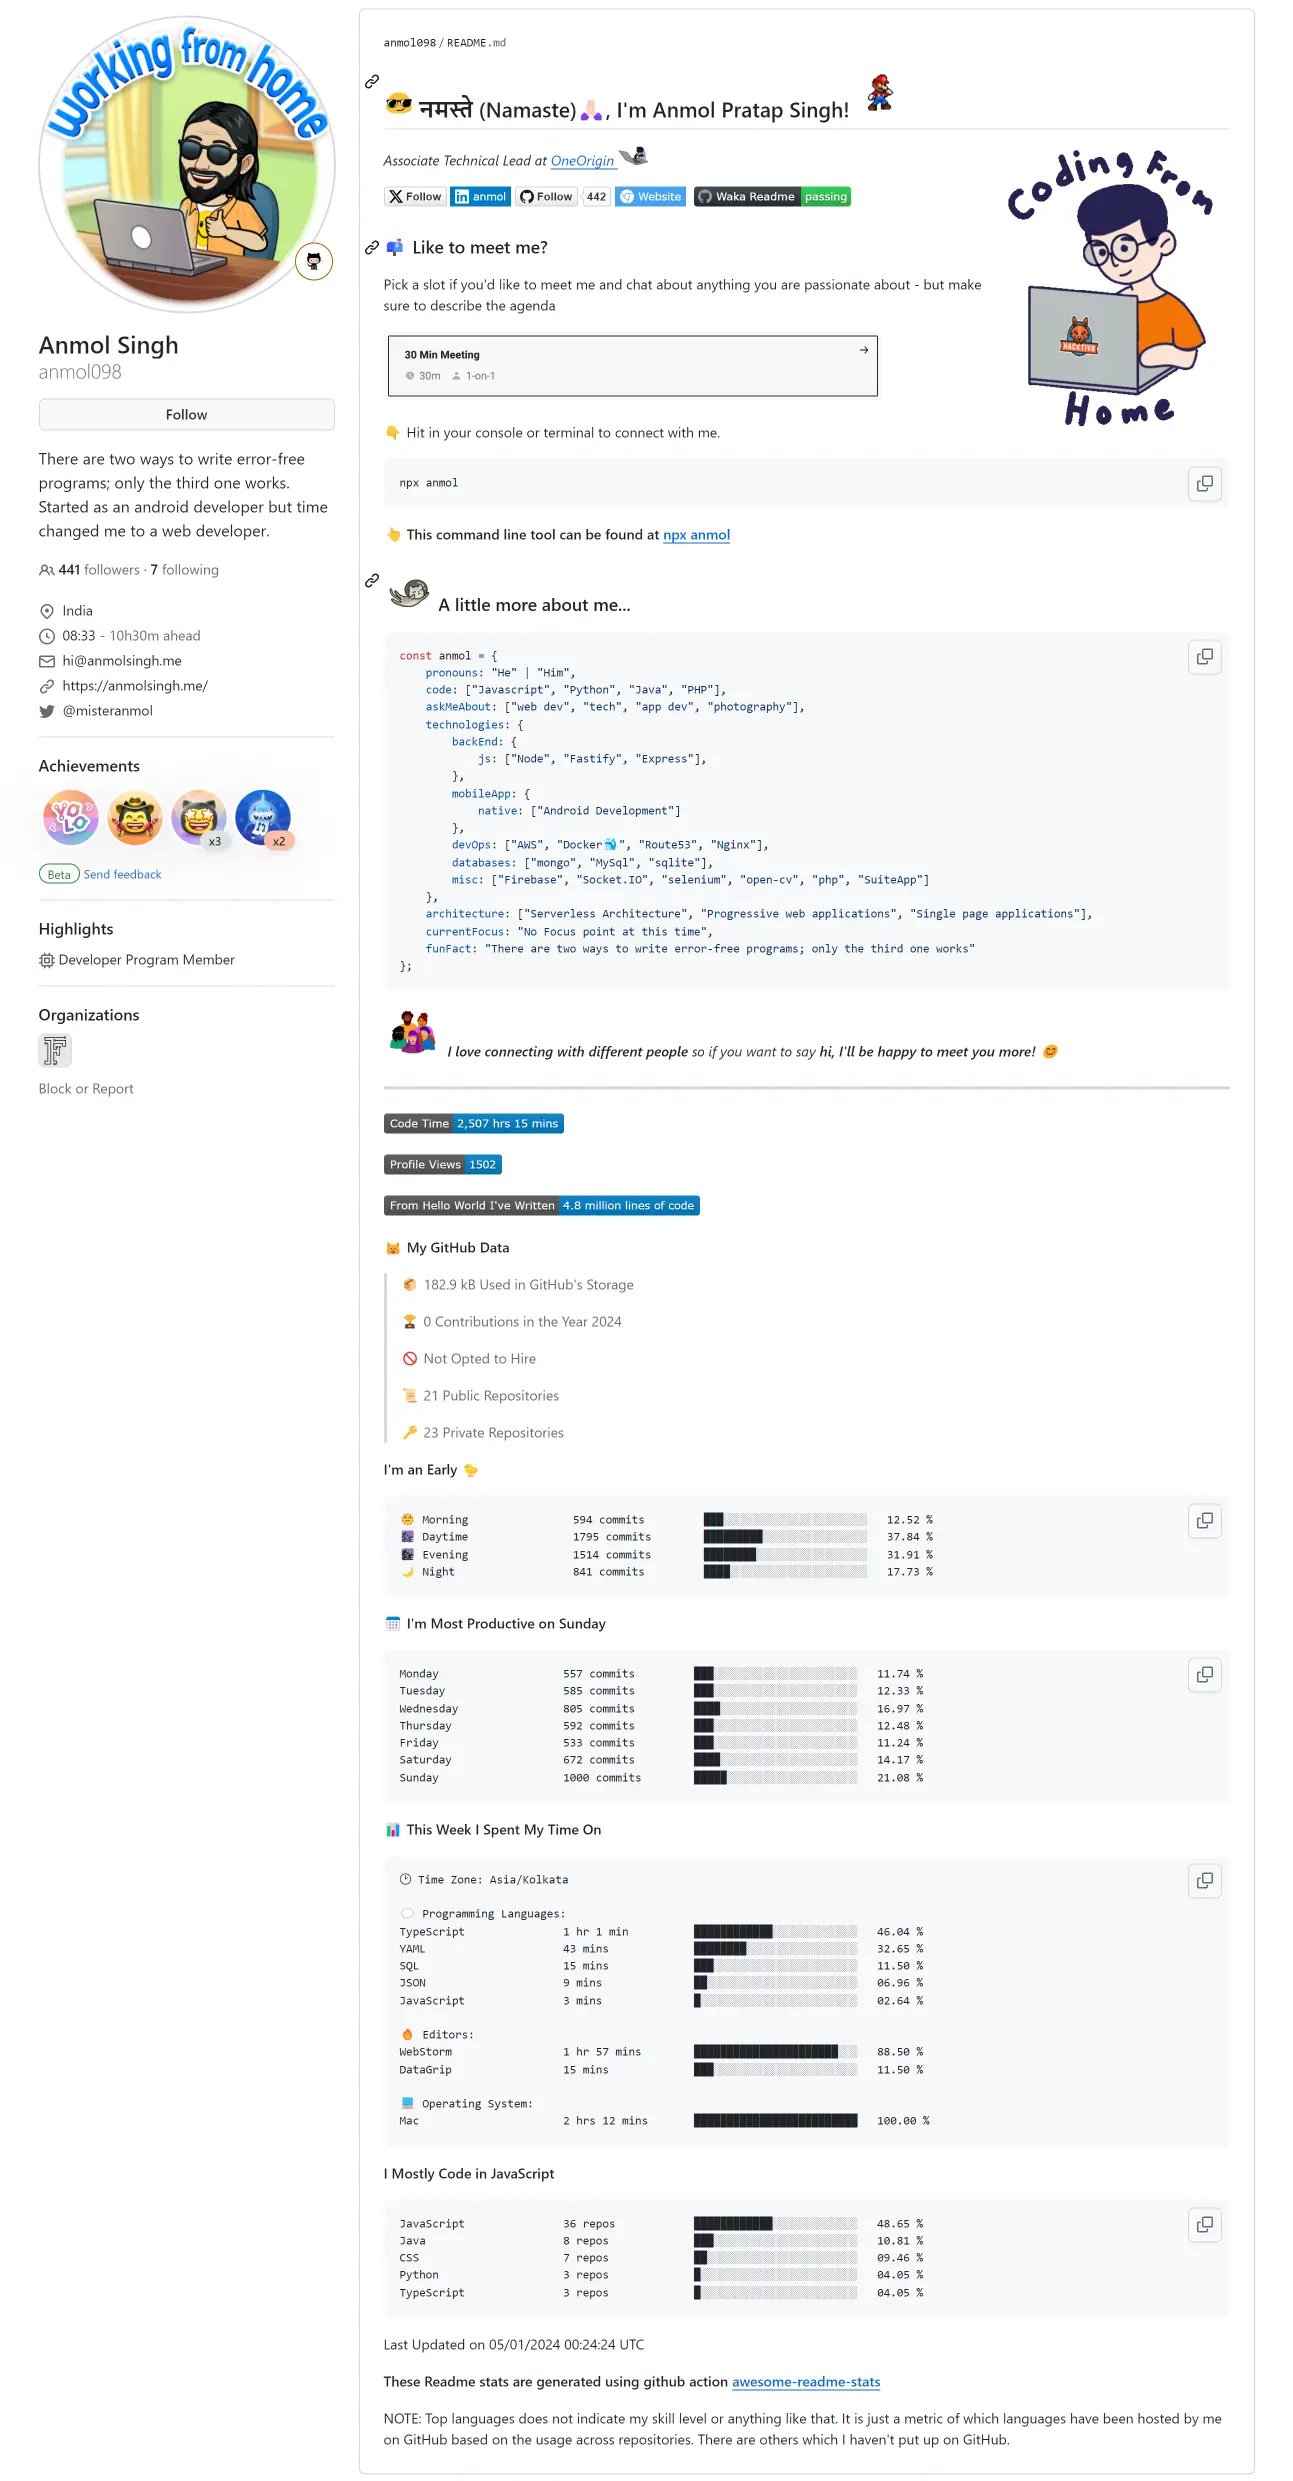 working from home
Anmol Singh
anmol098
Follow
There are two ways to write error-free
programs; only the third one works.
Started as an android developer but time
changed me to a web developer.
441 followers · 7 following
India
08:33 - 10h30m ahead
hi@anmolsingh.me
https://anmolsingh.me/
@misteranmol
Achievements
YOLO
x3
x2
Beta Send feedback
Highlights
Developer Program Member
Organizations
F
Block or Report
anmol098 / README.md
😎 नमस्ते (Namaste)🙏🏻, I'm Anmol Pratap Singh!
Associate Technical Lead at OneOrigin
Follow anmol Follow 442 Website Waka Readme passing
Coding From
HACKTIV8
Home
📫 Like to meet me?
Pick a slot if you'd like to meet me and chat about anything you are passionate about - but make
sure to describe the agenda
30 Min Meeting →
30m 1-on-1
👇 Hit in your console or terminal to connect with me.
npx anmol
👆 This command line tool can be found at npx anmol
A little more about me...
const anmol = {
pronouns: "He" | "Him",
code: ["Javascript", "Python", "Java", "PHP"],
askMeAbout: ["web dev", "tech", "app dev", "photography"],
technologies: {
backEnd: {
js: ["Node", "Fastify", "Express"],
},
mobileApp: {
native: ["Android Development"]
},
devOps: ["AWS", "Docker🐳", "Route53", "Nginx"],
databases: ["mongo", "MySql", "sqlite"],
misc: ["Firebase", "Socket.IO", "selenium", "open-cv", "php", "SuiteApp"]
},
architecture: ["Serverless Architecture", "Progressive web applications", "Single page applications"],
currentFocus: "No Focus point at this time",
funFact: "There are two ways to write error-free programs; only the third one works"
};
I love connecting with different people so if you want to say hi, I'll be happy to meet you more! 😊
Code Time 2,507 hrs 15 mins
Profile Views 1502
From Hello World I've Written 4.8 million lines of code
🐱 My GitHub Data
📦 182.9 kB Used in GitHub's Storage
🏆 0 Contributions in the Year 2024
🚫 Not Opted to Hire
📜 21 Public Repositories
🔑 23 Private Repositories
I'm an Early 🐤
🌞 Morning 594 commits 12.52 %
🌆 Daytime 1795 commits 37.84 %
🌃 Evening 1514 commits 31.91 %
🌙 Night 841 commits 17.73 %
📅 I'm Most Productive on Sunday
Monday 557 commits 11.74 %
Tuesday 585 commits 12.33 %
Wednesday 805 commits 16.97 %
Thursday 592 commits 12.48 %
Friday 533 commits 11.24 %
Saturday 672 commits 14.17 %
Sunday 1000 commits 21.08 %
📊 This Week I Spent My Time On
🕑︎ Time Zone: Asia/Kolkata
💬 Programming Languages:
TypeScript 1 hr 1 min 46.04 %
YAML 43 mins 32.65 %
SQL 15 mins 11.50 %
JSON 9 mins 06.96 %
JavaScript 3 mins 02.64 %
🔥 Editors:
WebStorm 1 hr 57 mins 88.50 %
DataGrip 15 mins 11.50 %
💻 Operating System:
Mac 2 hrs 12 mins 100.00 %
I Mostly Code in JavaScript
JavaScript 36 repos 48.65 %
Java 8 repos 10.81 %
CSS 7 repos 09.46 %
Python 3 repos 04.05 %
TypeScript 3 repos 04.05 %
Last Updated on 05/01/2024 00:24:24 UTC
These Readme stats are generated using github action awesome-readme-stats
NOTE: Top languages does not indicate my skill level or anything like that. It is just a metric of which languages have been hosted by me
on GitHub based on the usage across repositories. There are others which I haven't put up on GitHub.